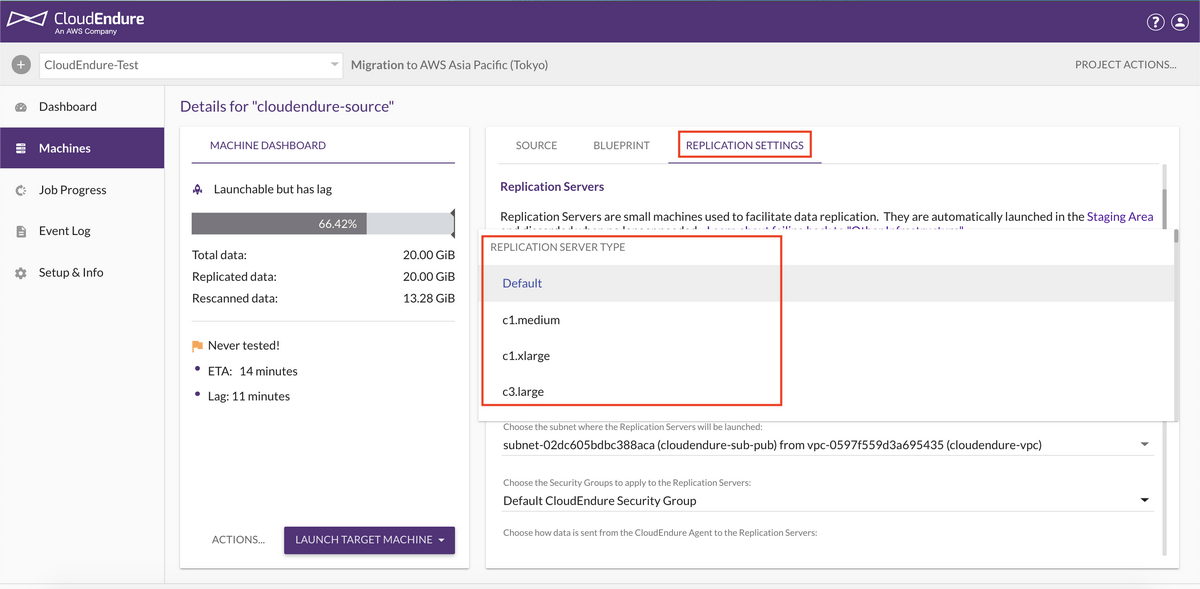 CloudEndure
An AWS Company
?
CloudEndure-Test
Migration to AWS Asia Pacific (Tokyo)
PROJECT ACTIONS...
Dashboard
Machines
Job Progress
Event Log
Setup & Info
Details for "cloudendure-source"
MACHINE DASHBOARD
Launchable but has lag
66.42%
Total data: 20.00 GiB
Replicated data: 20.00 GiB
Rescanned data: 13.28 GiB
Never tested!
ETA: 14 minutes
Lag: 11 minutes
ACTIONS...
LAUNCH TARGET MACHINE
SOURCE
BLUEPRINT
REPLICATION SETTINGS
Replication Servers
Replication Servers are small machines used to facilitate data replication. They are automatically launched in the Staging Area
REPLICATION SERVER TYPE
Default
c1.medium
c1.xlarge
c3.large
Choose the subnet where the Replication Servers will be launched:
subnet-02dc605bdbc388aca (cloudendure-sub-pub) from vpc-0597f559d3a695435 (cloudendure-vpc)
Choose the Security Groups to apply to the Replication Servers:
Default CloudEndure Security Group
Choose how data is sent from the CloudEndure Agent to the Replication Servers: